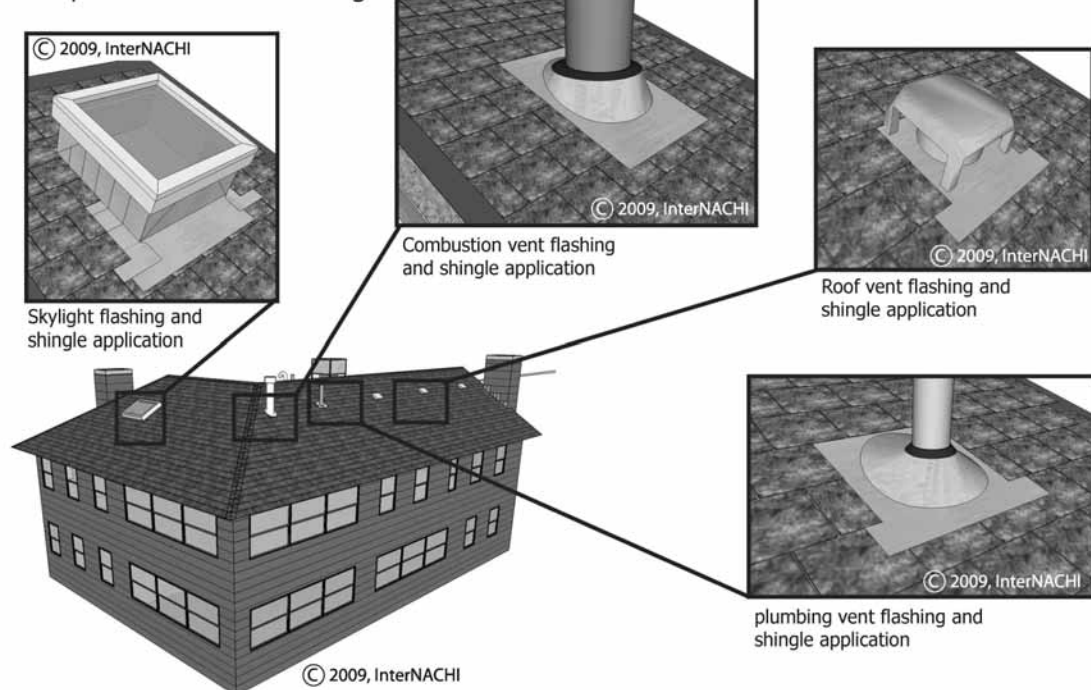 © 2009, InterNACHI
© 2009, InterNACHI
Combustion vent flashing
and shingle application
© 2009, InterNACHI
Roof vent flashing and
shingle application
Skylight flashing and
shingle application
© 2009, InterNACHI
plumbing vent flashing and
shingle application
© 2009, InterNACHI